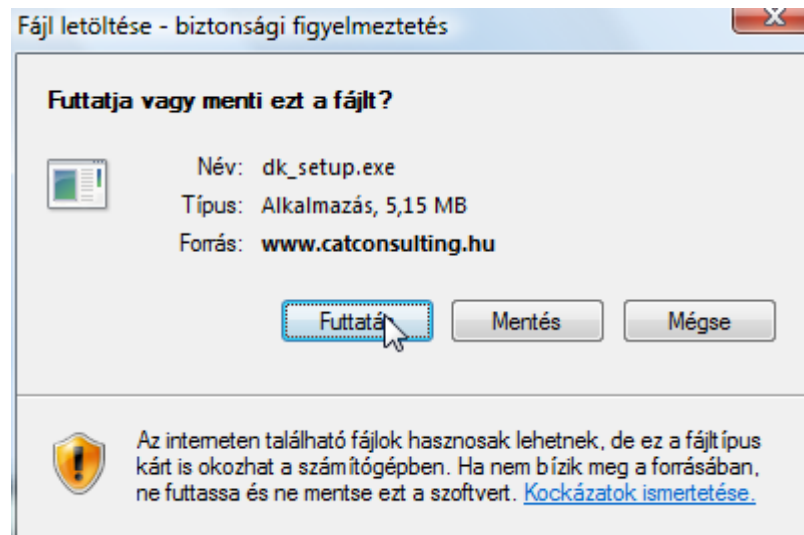 Fájl letöltése - biztonsági figyelmeztetés
Futtatja vagy menti ezt a fájlt?
Név: dk_setup.exe
Típus: Alkalmazás, 5,15 MB
Forrás: www.catconsulting.hu
Futtatás Mentés Mégse
Az interneten található fájlok hasznosak lehetnek, de ez a fájltípus
kárt is okozhat a számítógépben. Ha nem bízik meg a forrásában,
ne futtassa és ne mentse ezt a szoftvert. Kockázatok ismertetése.